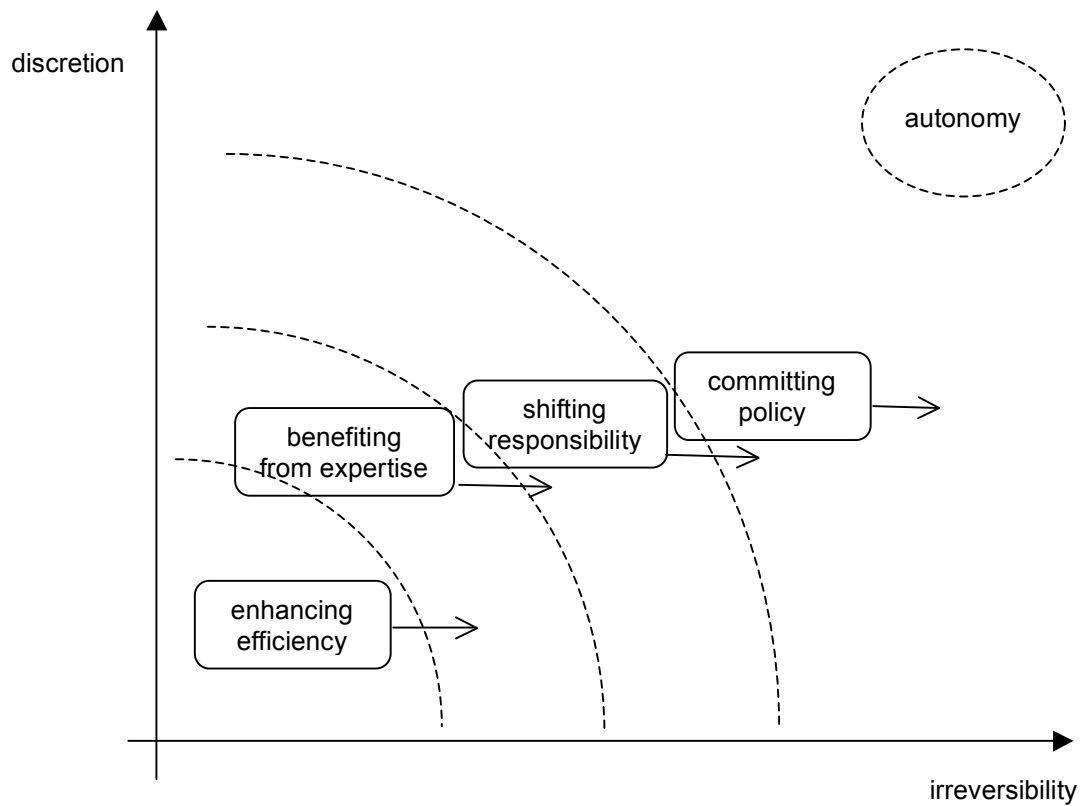 discretion
autonomy
committing
policy
shifting
responsibility
benefiting
from expertise
enhancing
efficiency
irreversibility